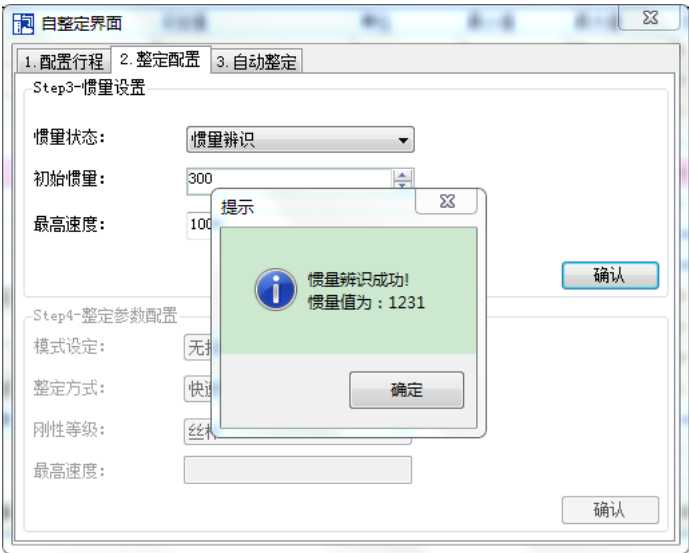 自整定界面
1.配置行程 2.整定配置 3.自动整定
Step3-惯量设置
惯量状态: 惯量辨识
初始惯量: 300
最高速度:
提示
惯量辨识成功!
惯量值为:1231
确定
确认
Step4-整定参数配置
模式设定:
整定方式:
刚性等级:
最高速度:
确认